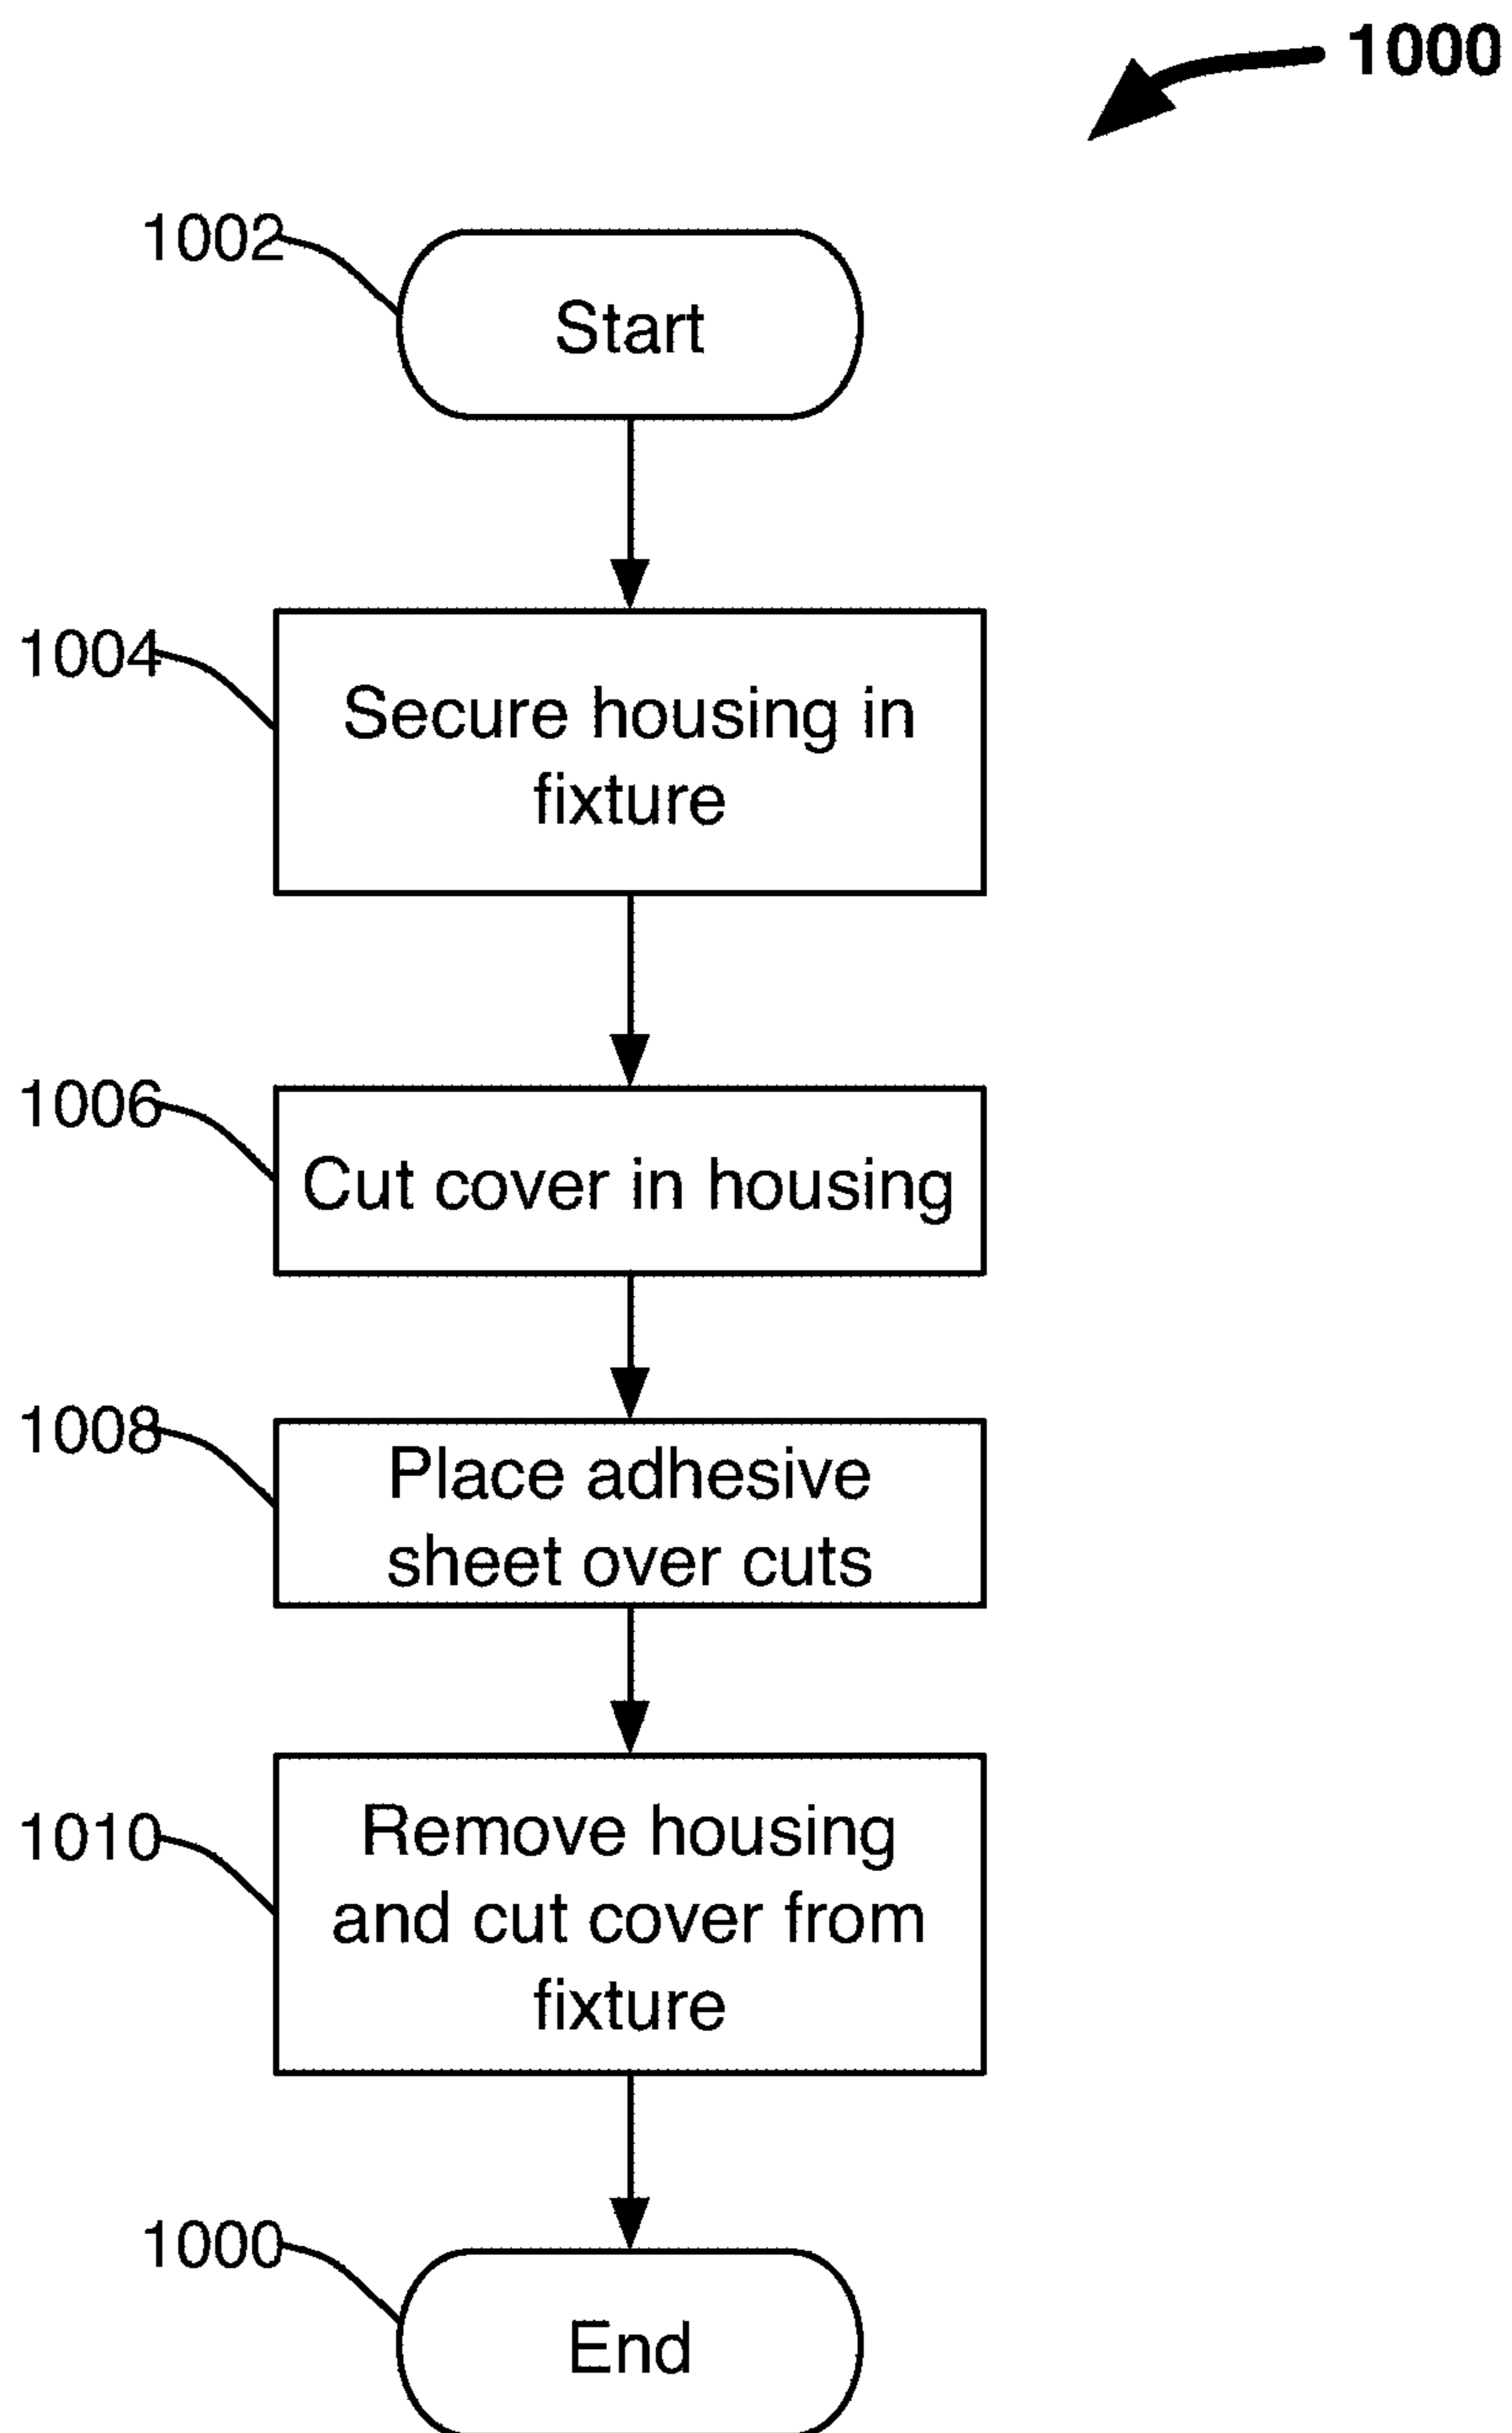 1000
1002
Start
1004
Secure housing in
fixture
1006
Cut cover in housing
1008
Place adhesive
sheet over cuts
1010
Remove housing
and cut cover from
fixture
1000
End